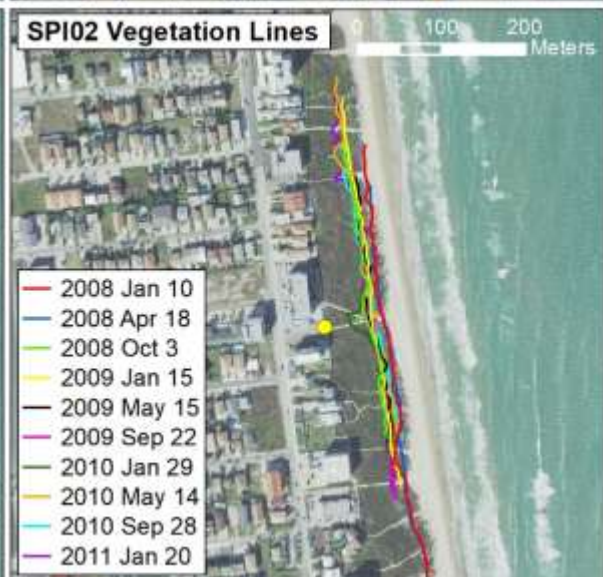 SPI02 Vegetation Lines
0 100 200
Meters
2008 Jan 10
2008 Apr 18
2008 Oct 3
2009 Jan 15
2009 May 15
2009 Sep 22
2010 Jan 29
2010 May 14
2010 Sep 28
2011 Jan 20